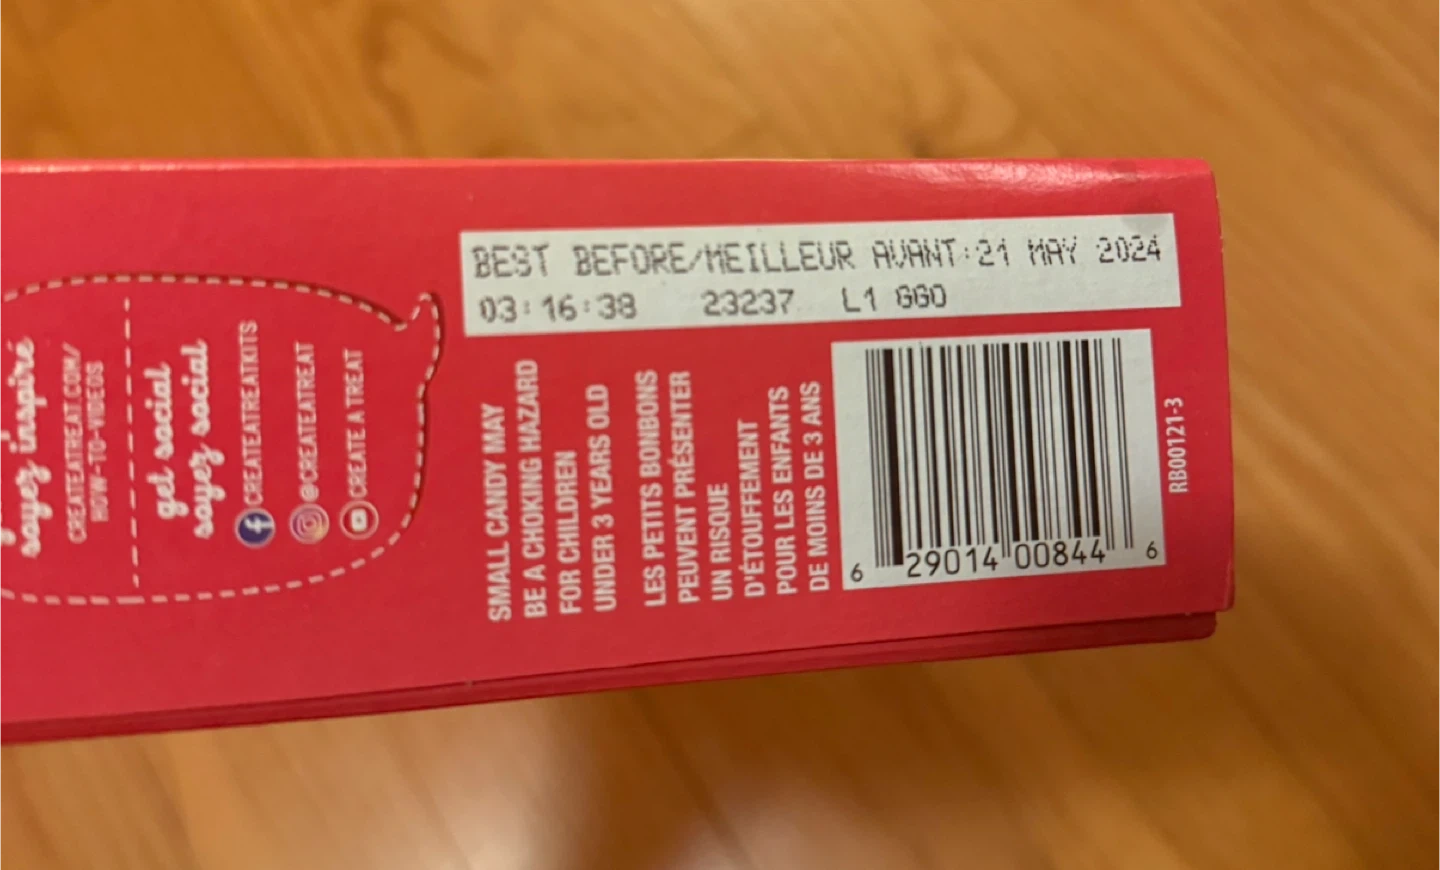 BEST BEFORE/MEILLEUR AVANT:21 MAY 2024
03:16:38 23237 L1 GGO
soyez inspiré
CREATEATREAT.COM/
HOW-TO-VIDEOS
get social
soyez social
CREATEATREATKITS
@CREATEATREAT
CREATE A TREAT
SMALL CANDY MAY
BE A CHOKING HAZARD
FOR CHILDREN
UNDER 3 YEARS OLD
LES PETITS BONBONS
PEUVENT PRÉSENTER
UN RISQUE
D'ÉTOUFFEMENT
POUR LES ENFANTS
DE MOINS DE 3 ANS
6 29014 00844 6
RB00121-3